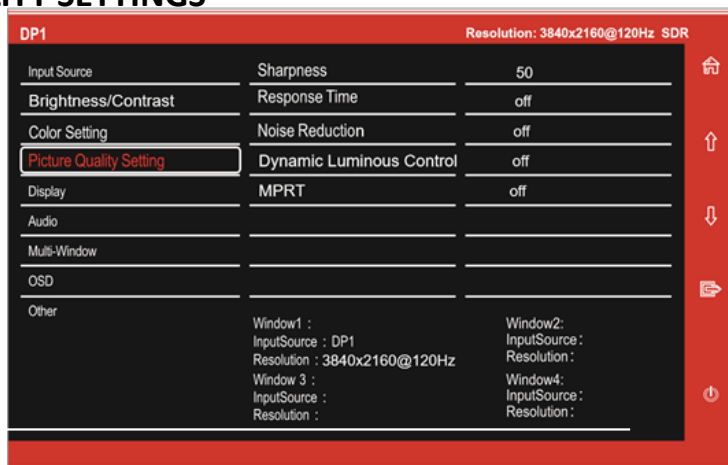 DP1 Resolution: 3840x2160@120Hz SDR
Input Source Sharpness 50
Brightness/Contrast Response Time off
Color Setting Noise Reduction off
Picture Quality Setting Dynamic Luminous Control off
Display MPRT off
Audio
Multi-Window
OSD
Other
Window1 : Window2:
InputSource : DP1 InputSource:
Resolution : 3840x2160@120Hz Resolution:
Window 3 : Window4:
InputSource : InputSource:
Resolution : Resolution: